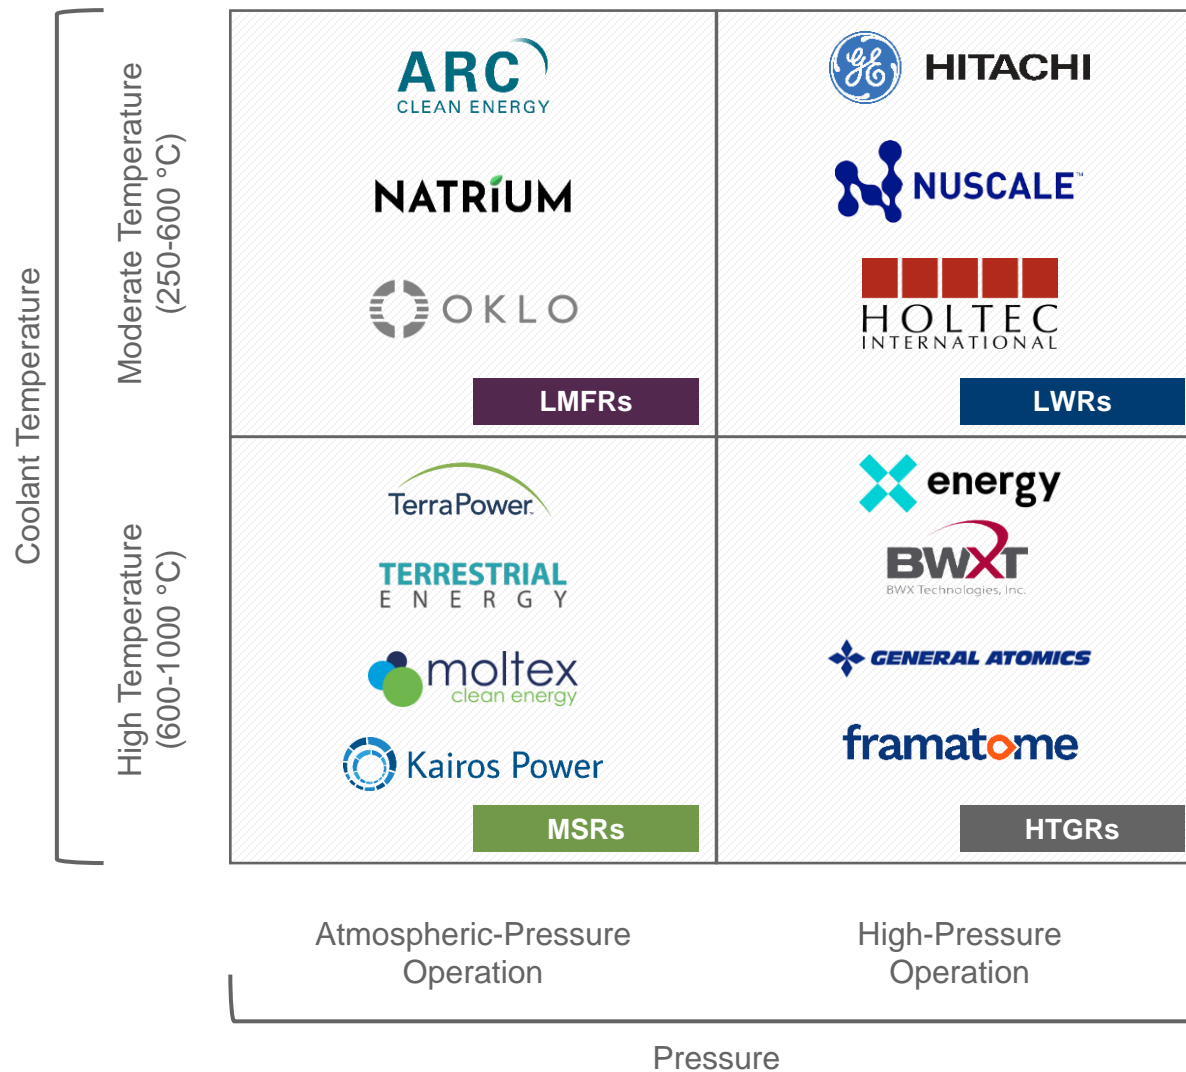 Coolant Temperature
Moderate Temperature
(250-600 °C)
ARC
CLEAN ENERGY
NATRIUM
OKLO
LMFRs
GE HITACHI
NUSCALE™
HOLTEC
INTERNATIONAL
LWRs
High Temperature
(600-1000 °C)
TerraPower
TERRESTRIAL
ENERGY
moltex
clean energy
Kairos Power
MSRs
X energy
BWXT
BWX Technologies, Inc.
GENERAL ATOMICS
framatome
HTGRs
Atmospheric-Pressure
Operation
High-Pressure
Operation
Pressure